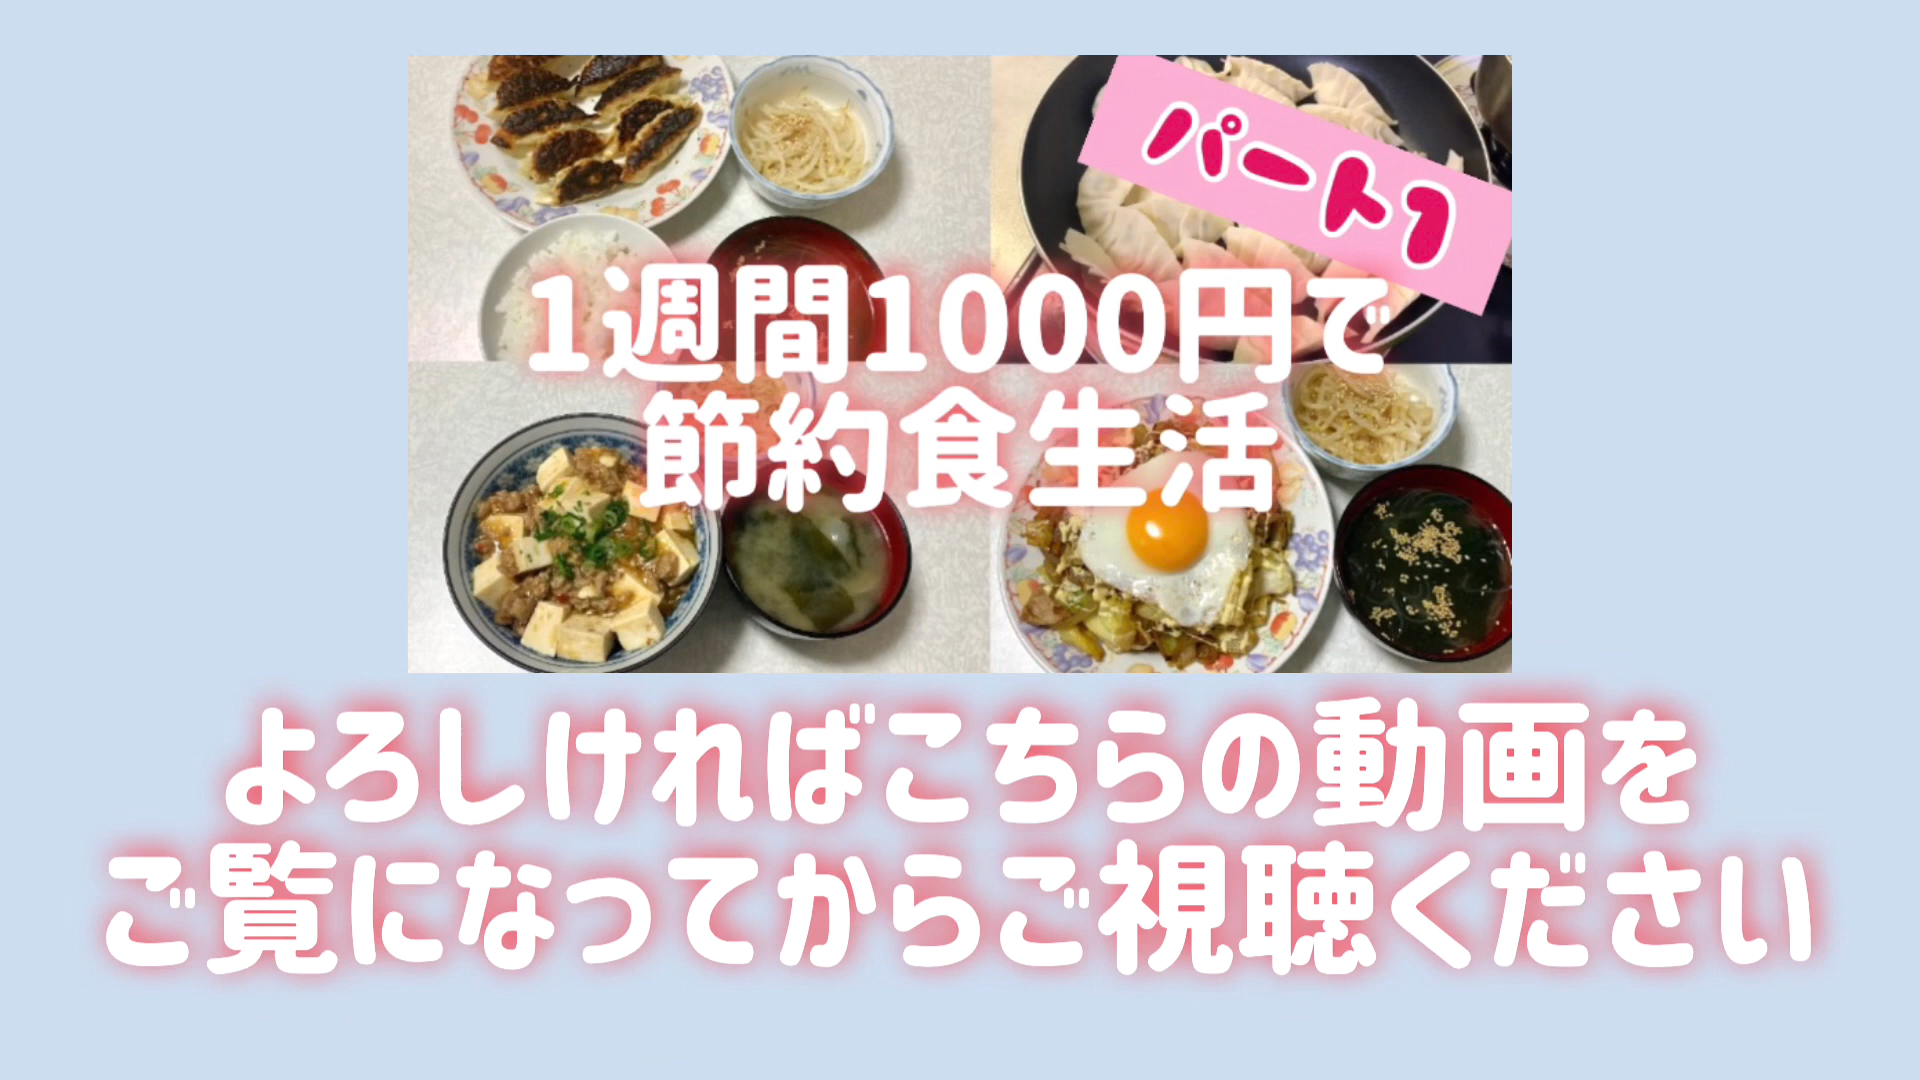 パート1
1週間1000円で
節約食生活
よろしければこちらの動画を
ご覧になってからご視聴ください